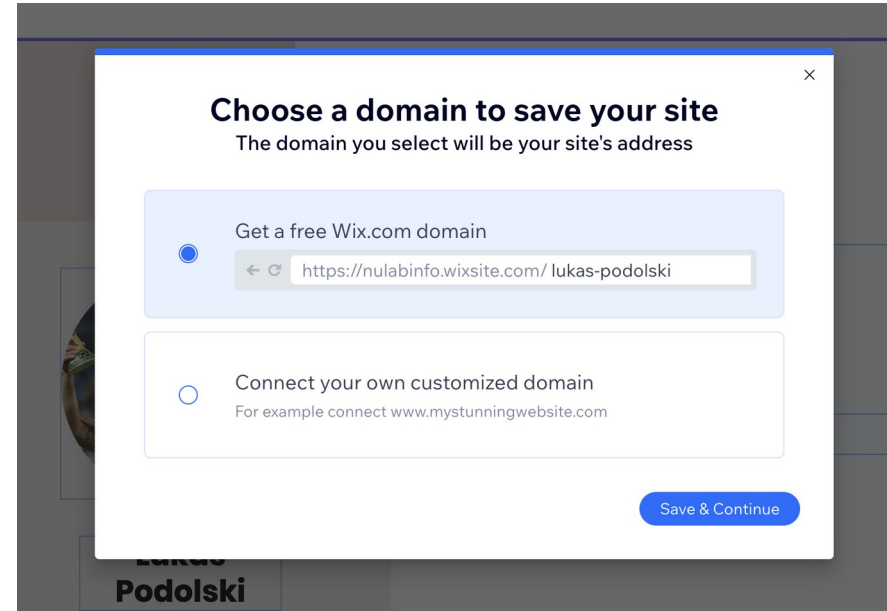 Choose a domain to save your site
The domain you select will be your site's address
Get a free Wix.com domain
https://nulabinfo.wixsite.com/ lukas-podolski
Connect your own customized domain
For example connect www.mystunningwebsite.com
Save & Continue
Lukas
Podolski